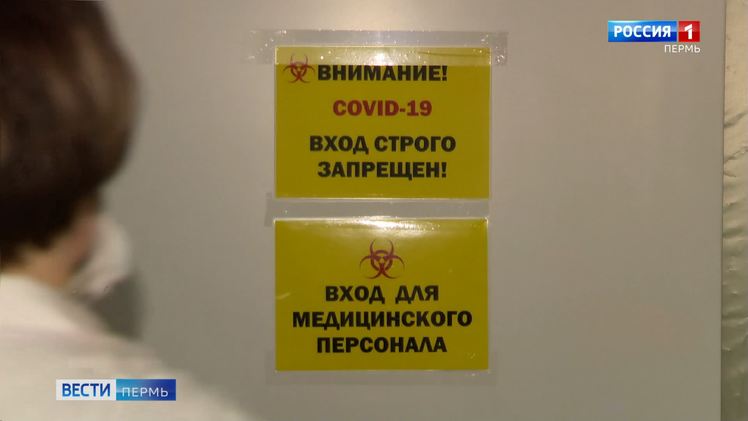 РОССИЯ 1
ПЕРМЬ
ВНИМАНИЕ!
COVID-19
ВХОД СТРОГО
ЗАПРЕЩЕН!
ВХОД ДЛЯ
МЕДИЦИНСКОГО
ПЕРСОНАЛА
ВЕСТИ ПЕРМЬ